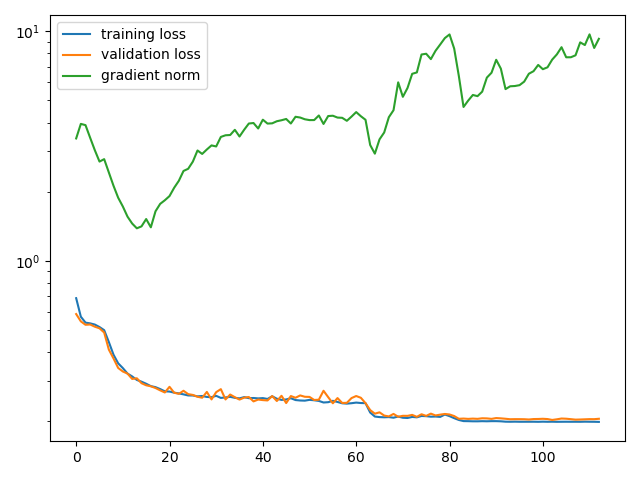 training loss
validation loss
gradient norm
10¹
10⁰
0 20 40 60 80 100